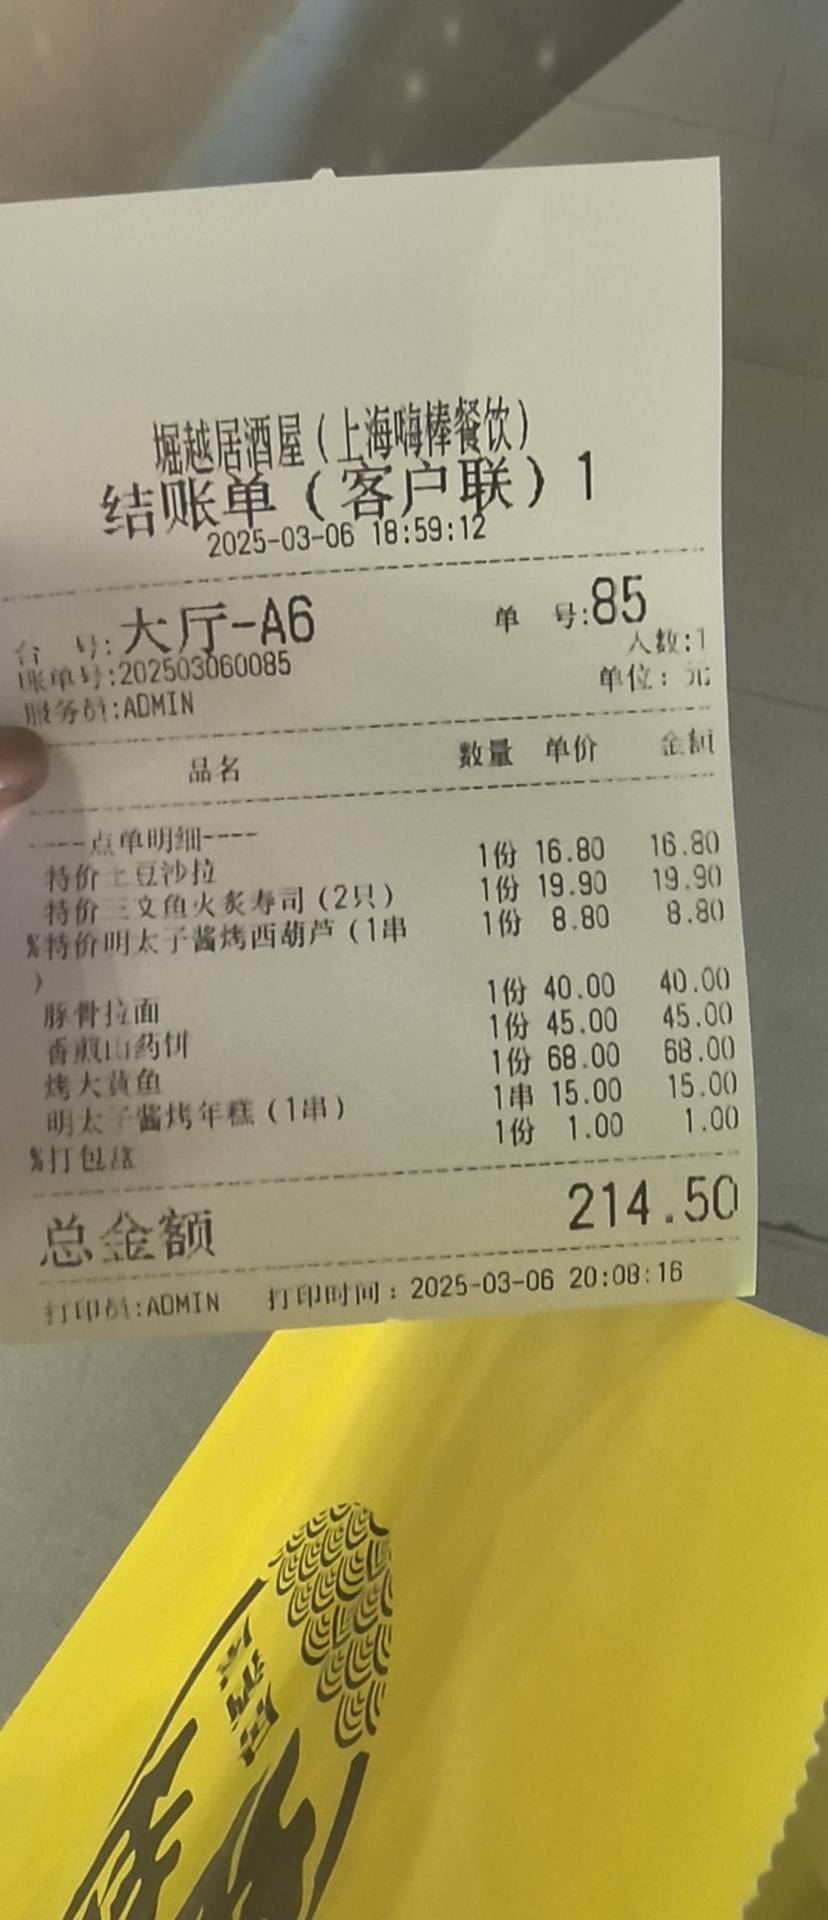 堀越居酒屋(上海嗨棒餐饮)
结账单(客户联)1
2025-03-06 18:59:12
台 号:大厅-A6 单 号:85
账单号:202503060085 人数:1
服务员:ADMIN 单位:元
品名 数量 单价 金额
----点单明细----
特价土豆沙拉 1份 16.80 16.80
特价三文鱼火炙寿司(2只) 1份 19.90 19.90
%特价明太子酱烤西葫芦(1串 1份 8.80 8.80
)
豚骨拉面 1份 40.00 40.00
香煎山药饼 1份 45.00 45.00
烤大黄鱼 1份 68.00 68.00
明太子酱烤年糕(1串) 1串 15.00 15.00
%打包盒 1份 1.00 1.00
总金额 214.50
打印员:ADMIN 打印时间:2025-03-06 20:08:16
居酒屋